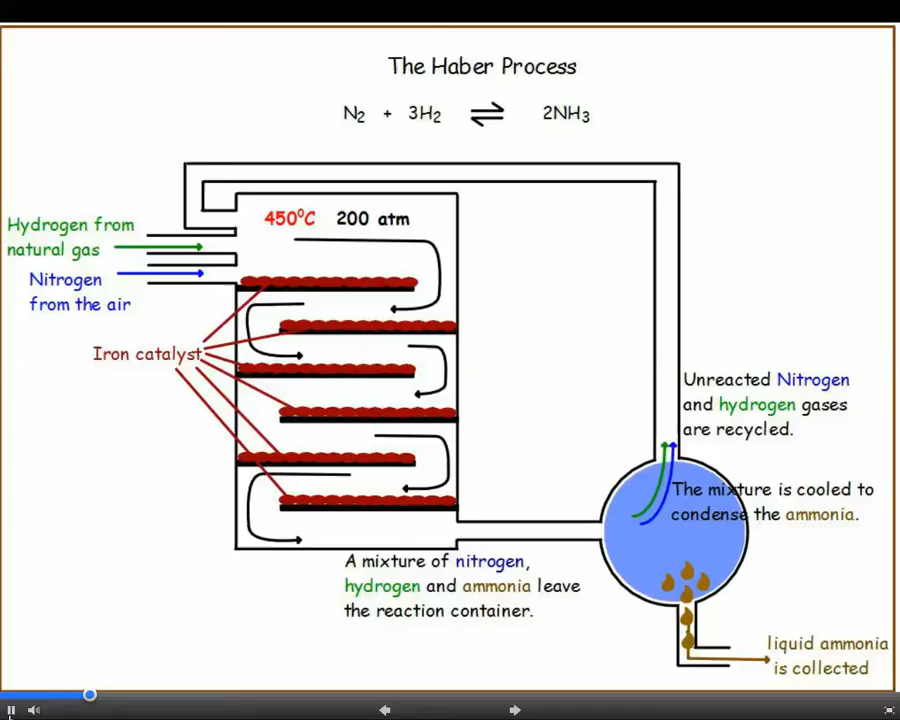 The Haber Process
N2 + 3H2 ⇌ 2NH3
450⁰C 200 atm
Hydrogen from
natural gas
Nitrogen
from the air
Iron catalyst
Unreacted Nitrogen
and hydrogen gases
are recycled.
The mixture is cooled to
condense the ammonia.
A mixture of nitrogen,
hydrogen and ammonia leave
the reaction container.
liquid ammonia
is collected